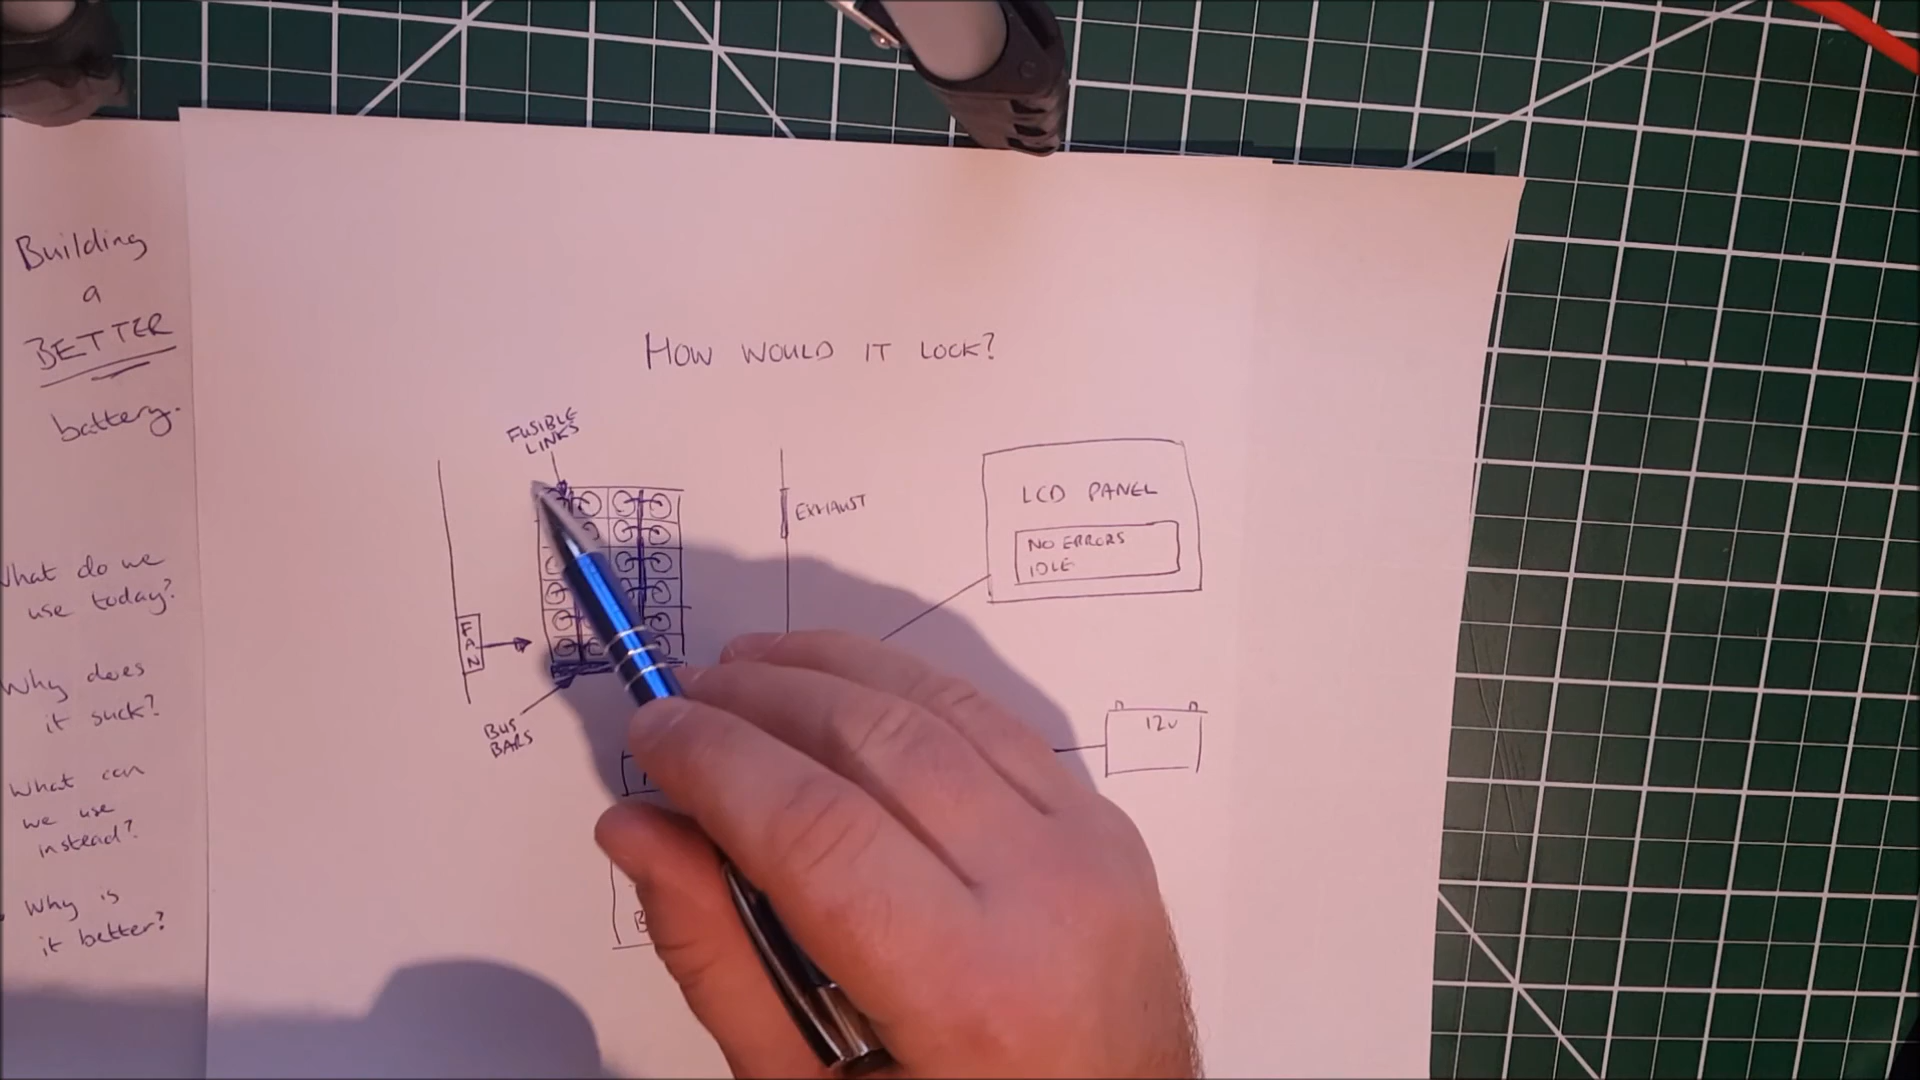 Building
a
BETTER
battery.
What do we
use today?
Why does
it suck?
What can
we use
instead?
Why is
it better?
HOW WOULD IT LOOK?
FUSIBLE
LINKS
FAN
BUS
BARS
EXHAUST
LCD PANEL
NO ERRORS
IDLE
12V